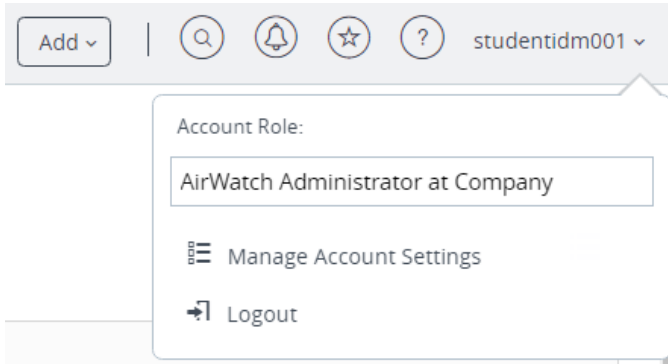 Add
?
studentidm001
Account Role:
AirWatch Administrator at Company
Manage Account Settings
Logout